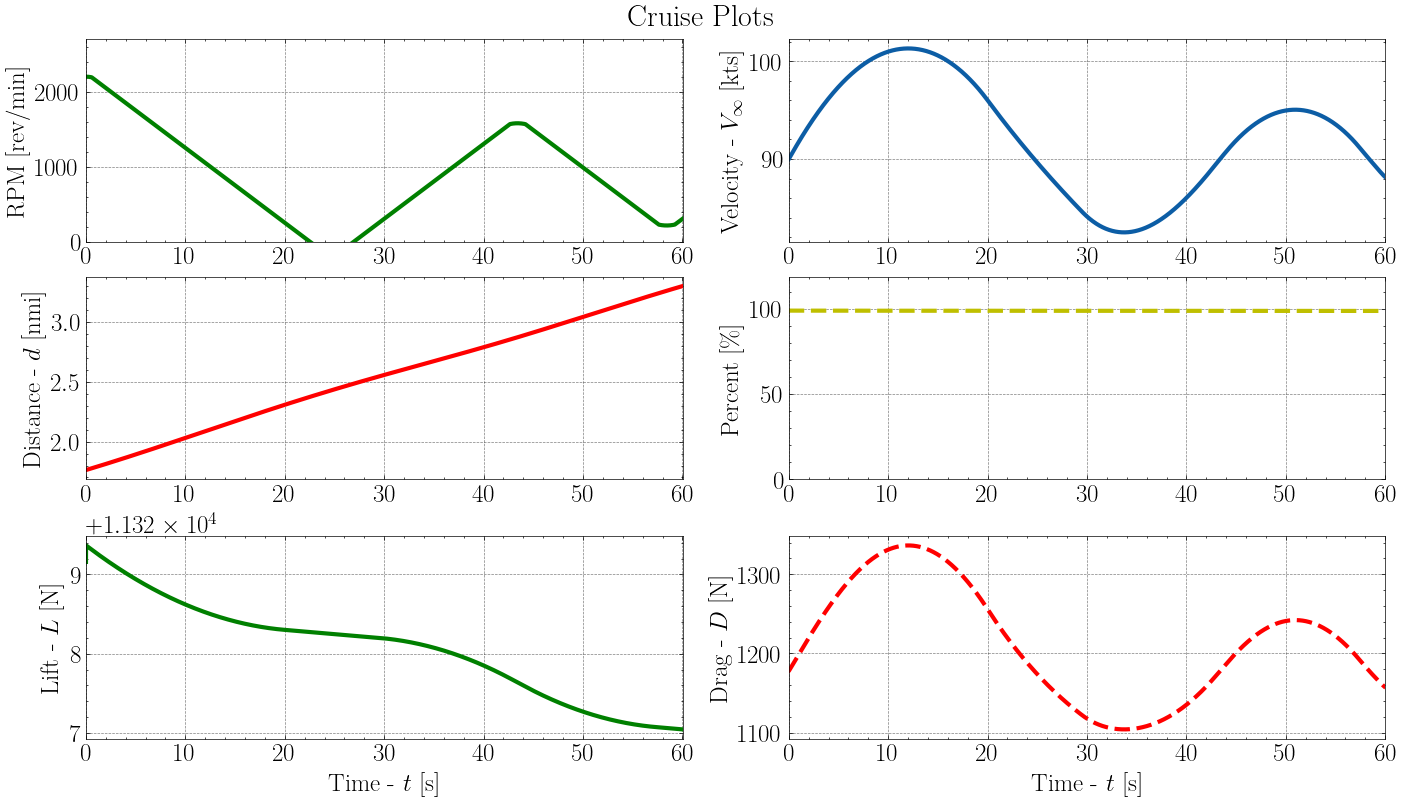 Cruise Plots
RPM [rev/min]
2000
1000
0
0 10 20 30 40 50 60
Velocity - V∞ [kts]
100
90
0 10 20 30 40 50 60
Distance - d [nmi]
3.0
2.5
2.0
0 10 20 30 40 50 60
Percent [%]
100
50
0
0 10 20 30 40 50 60
+1.132 × 10⁴
Lift - L [N]
9
8
7
0 10 20 30 40 50 60
Time - t [s]
Drag - D [N]
1300
1200
1100
0 10 20 30 40 50 60
Time - t [s]